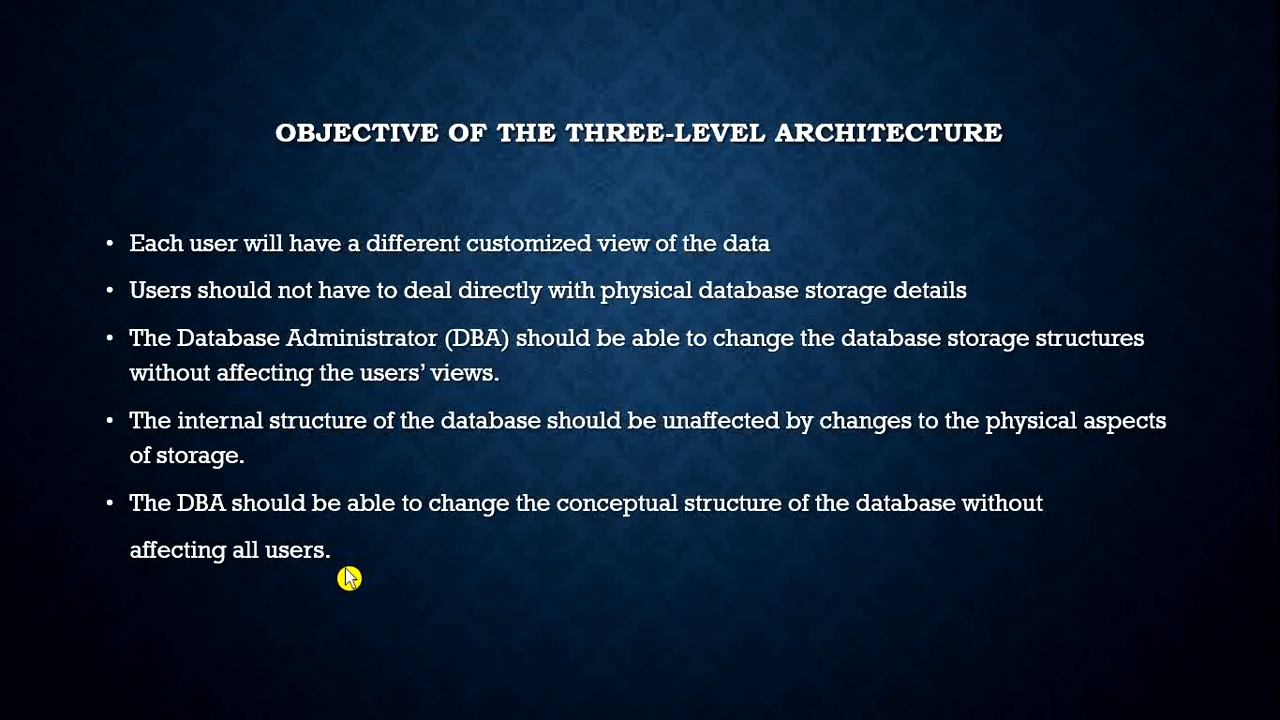 OBJECTIVE OF THE THREE-LEVEL ARCHITECTURE
• Each user will have a different customized view of the data
• Users should not have to deal directly with physical database storage details
• The Database Administrator (DBA) should be able to change the database storage structures
without affecting the users’ views.
• The internal structure of the database should be unaffected by changes to the physical aspects
of storage.
• The DBA should be able to change the conceptual structure of the database without
affecting all users.